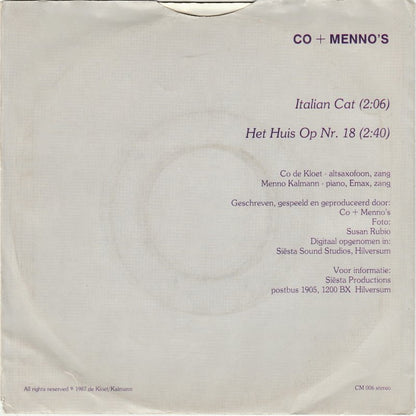 CO + MENNO'S
Italian Cat (2:06)
Het Huis Op Nr. 18 (2:40)
Co de Kloet - altsaxofoon, zang
Menno Kalmann - piano, Emax, zang
Geschreven, gespeeld en geproduceerd door:
Co + Menno's
Foto:
Susan Rubio
Digitaal opgenomen in:
Siësta Sound Studios, Hilversum
Voor informatie:
Siësta Productions
postbus 1905, 1200 BX Hilversum
All rights reserved ℗ 1987 de Kloet/Kalmann
CM 006 stereo